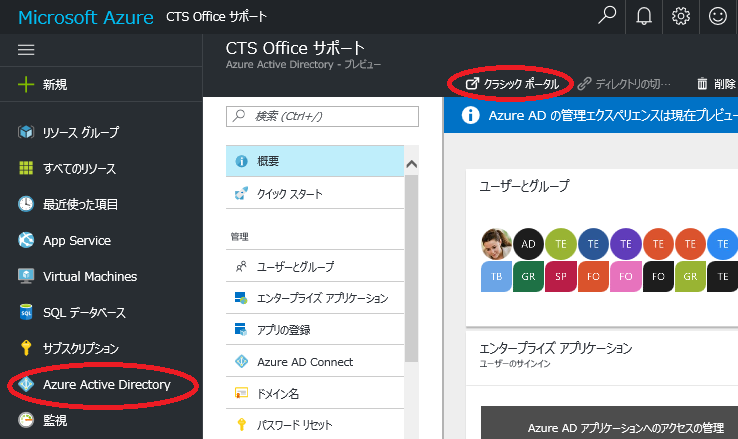 Microsoft Azure CTS Office サポート
新規
リソース グループ
すべてのリソース
最近使った項目
App Service
Virtual Machines
SQL データベース
サブスクリプション
Azure Active Directory
監視
CTS Office サポート
Azure Active Directory - プレビュー
クラシック ポータル
ディレクトリの切…
削除
検索 (Ctrl+/)
概要
クイック スタート
管理
ユーザーとグループ
エンタープライズ アプリケーション
アプリの登録
Azure AD Connect
ドメイン名
パスワード リセット
Azure AD の管理エクスペリエンスは現在プレビュー
ユーザーとグループ
AD TE TE TE TE TE TE
TB GR SP FO FO FO GR TE
エンタープライズ アプリケーション
ユーザーのサインイン
Azure AD アプリケーションへのアクセスの管理